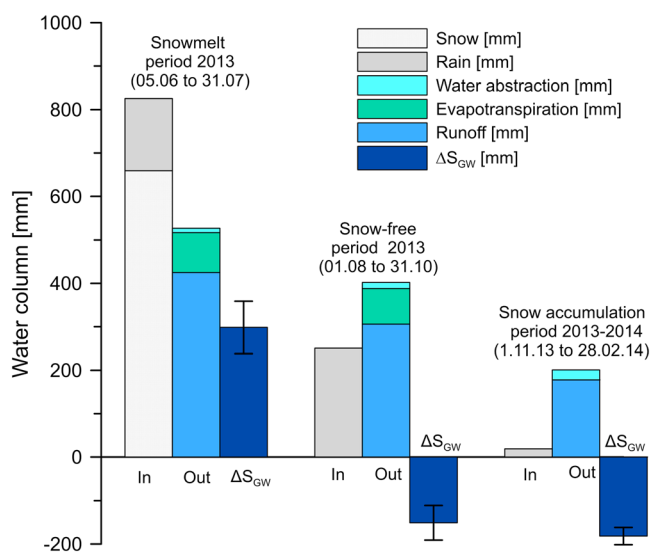 1000
800
600
400
200
0
-200
Water column [mm]
Snowmelt
period 2013
(05.06 to 31.07)
Snow [mm]
Rain [mm]
Water abstraction [mm]
Evapotranspiration [mm]
Runoff [mm]
ΔS_GW [mm]
Snow-free
period 2013
(01.08 to 31.10)
Snow accumulation
period 2013-2014
(1.11.13 to 28.02.14)
In Out ΔS_GW
In Out ΔS_GW
In Out ΔS_GW